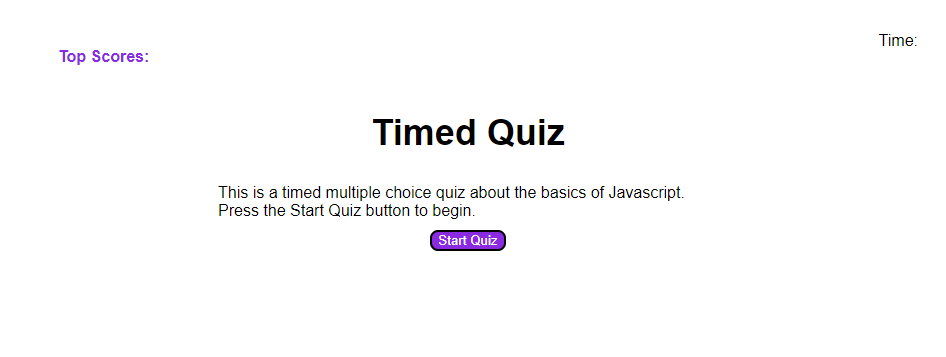 Time:
Top Scores:
Timed Quiz
This is a timed multiple choice quiz about the basics of Javascript.
Press the Start Quiz button to begin.
Start Quiz